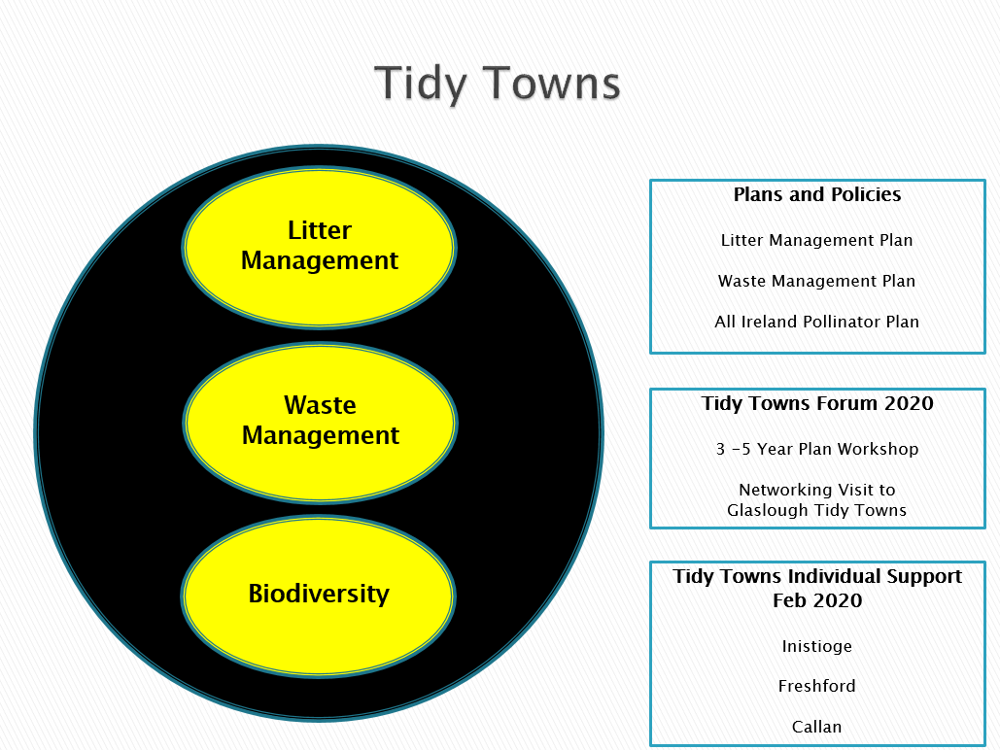 Tidy Towns
Litter
Management
Waste
Management
Biodiversity
Plans and Policies
Litter Management Plan
Waste Management Plan
All Ireland Pollinator Plan
Tidy Towns Forum 2020
3 -5 Year Plan Workshop
Networking Visit to
Glaslough Tidy Towns
Tidy Towns Individual Support
Feb 2020
Inistioge
Freshford
Callan